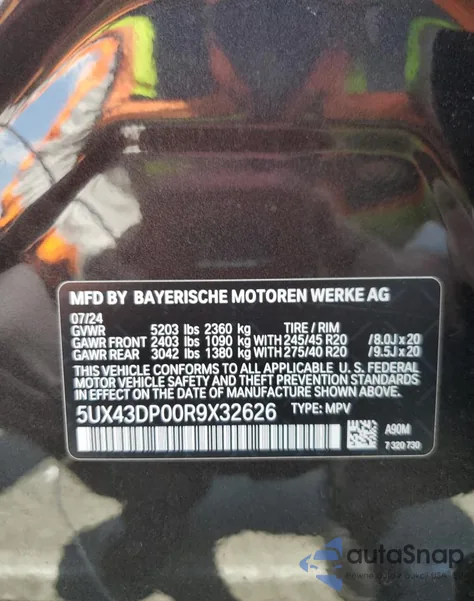 MFD BY BAYERISCHE MOTOREN WERKE AG
07/24
GVWR 5203 lbs 2360 kg TIRE / RIM
GAWR FRONT 2403 lbs 1090 kg WITH 245/45 R20 /8.0J x 20
GAWR REAR 3042 lbs 1380 kg WITH 275/40 R20 /9.5J x 20
THIS VEHICLE CONFORMS TO ALL APPLICABLE U. S. FEDERAL
MOTOR VEHICLE SAFETY, BUMPER, AND THEFT PREVENTION STANDARDS
IN EFFECT ON THE DATE OF MANUFACTURE SHOWN ABOVE.
5UX43DP00R9X32626 TYPE: MPV
A90M
7 320 730
autoSnap